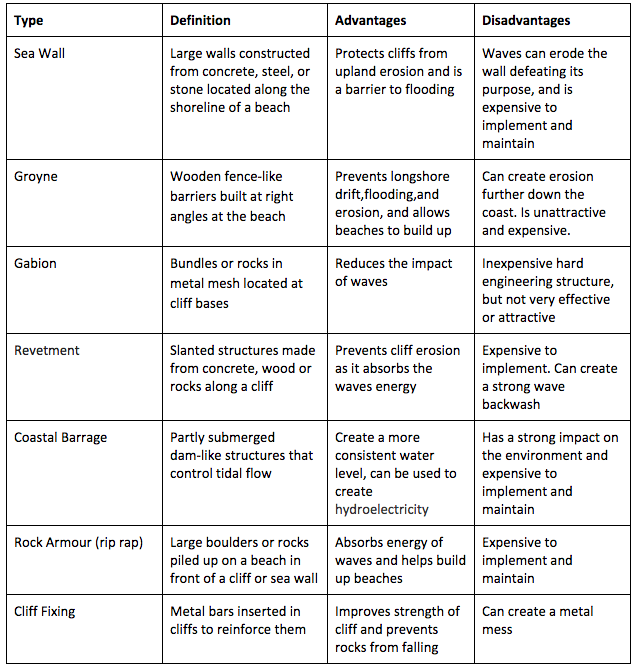 Type
Definition
Advantages
Disadvantages
Sea Wall
Large walls constructed
from concrete, steel, or
stone located along the
shoreline of a beach
Protects cliffs from
upland erosion and is
a barrier to flooding
Waves can erode the
wall defeating its
purpose, and is
expensive to
implement and
maintain
Groyne
Wooden fence-like
barriers built at right
angles at the beach
Prevents longshore
drift,flooding,and
erosion, and allows
beaches to build up
Can create erosion
further down the
coast. Is unattractive
and expensive.
Gabion
Bundles or rocks in
metal mesh located at
cliff bases
Reduces the impact
of waves
Inexpensive hard
engineering structure,
but not very effective
or attractive
Revetment
Slanted structures made
from concrete, wood or
rocks along a cliff
Prevents cliff erosion
as it absorbs the
waves energy
Expensive to
implement. Can create
a strong wave
backwash
Coastal Barrage
Partly submerged
dam-like structures that
control tidal flow
Create a more
consistent water
level, can be used to
create
hydroelectricity
Has a strong impact on
the environment and
expensive to
implement and
maintain
Rock Armour (rip rap)
Large boulders or rocks
piled up on a beach in
front of a cliff or sea wall
Absorbs energy of
waves and helps build
up beaches
Expensive to
implement and
maintain
Cliff Fixing
Metal bars inserted in
cliffs to reinforce them
Improves strength of
cliff and prevents
rocks from falling
Can create a metal
mess